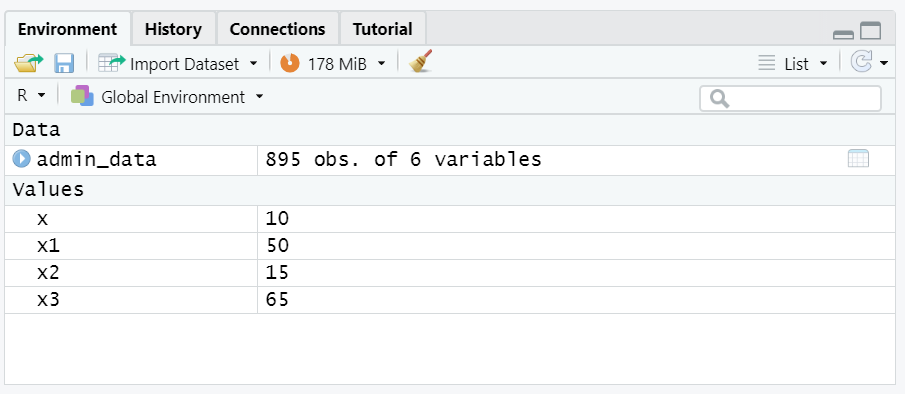 Environment History Connections Tutorial
Import Dataset 178 MiB List
R Global Environment
Data
admin_data 895 obs. of 6 variables
Values
x 10
x1 50
x2 15
x3 65